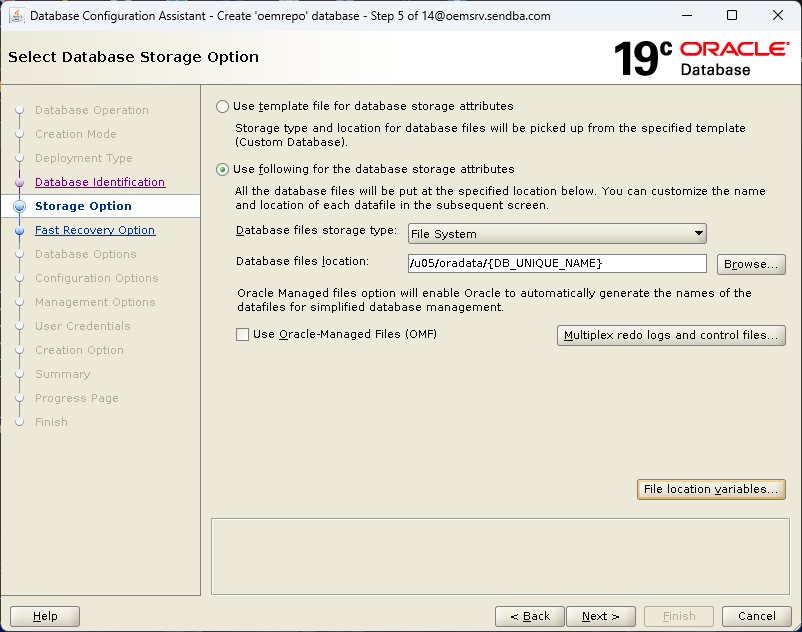 Database Configuration Assistant - Create 'oemrepo' database - Step 5 of 14@oemsrv.sendba.com
Select Database Storage Option
19c ORACLE
Database
Database Operation
Creation Mode
Deployment Type
Database Identification
Storage Option
Fast Recovery Option
Database Options
Configuration Options
Management Options
User Credentials
Creation Option
Summary
Progress Page
Finish
Use template file for database storage attributes
Storage type and location for database files will be picked up from the specified template
(Custom Database).
Use following for the database storage attributes
All the database files will be put at the specified location below. You can customize the name
and location of each datafile in the subsequent screen.
Database files storage type: File System
Database files location: /u05/oradata/{DB_UNIQUE_NAME} Browse...
Oracle Managed files option will enable Oracle to automatically generate the names of the
datafiles for simplified database management.
Use Oracle-Managed Files (OMF) Multiplex redo logs and control files...
File location variables...
Help < Back Next > Finish Cancel